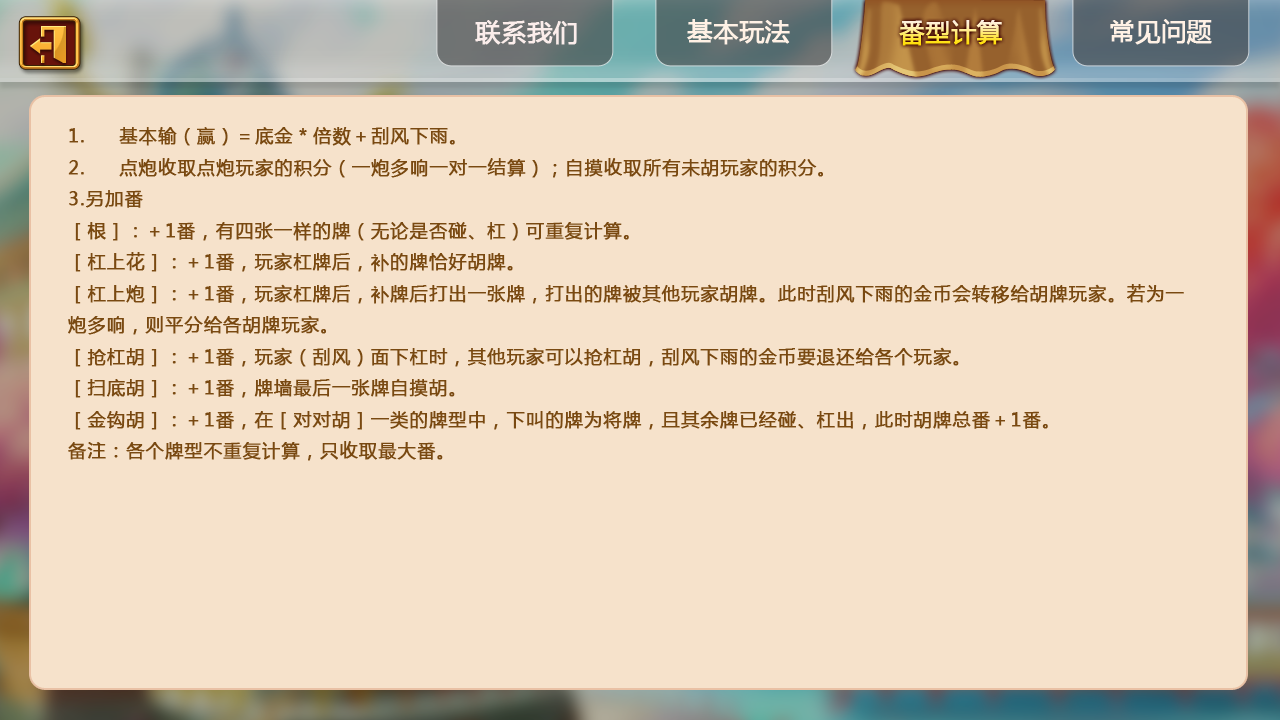 联系我们
基本玩法
番型计算
常见问题
1. 基本输（赢）＝底金 * 倍数＋刮风下雨。
2. 点炮收取点炮玩家的积分（一炮多响一对一结算）；自摸收取所有未胡玩家的积分。
3.另加番
［根］：＋1番，有四张一样的牌（无论是否碰、杠）可重复计算。
［杠上花］：＋1番，玩家杠牌后，补的牌恰好胡牌。
［杠上炮］：＋1番，玩家杠牌后，补牌后打出一张牌，打出的牌被其他玩家胡牌。此时刮风下雨的金币会转移给胡牌玩家。若为一
炮多响，则平分给各胡牌玩家。
［抢杠胡］：＋1番，玩家（刮风）面下杠时，其他玩家可以抢杠胡，刮风下雨的金币要退还给各个玩家。
［扫底胡］：＋1番，牌墙最后一张牌自摸胡。
［金钩胡］：＋1番，在［对对胡］一类的牌型中，下叫的牌为将牌，且其余牌已经碰、杠出，此时胡牌总番＋1番。
备注：各个牌型不重复计算，只收取最大番。